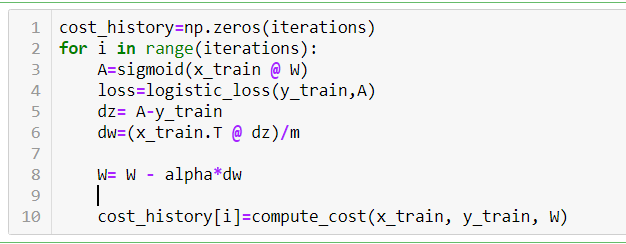 1 cost_history=np.zeros(iterations)
2 for i in range(iterations):
3     A=sigmoid(x_train @ W)
4     loss=logistic_loss(y_train,A)
5     dz= A-y_train
6     dw=(x_train.T @ dz)/m
7
8     W= W - alpha*dw
9
10     cost_history[i]=compute_cost(x_train, y_train, W)